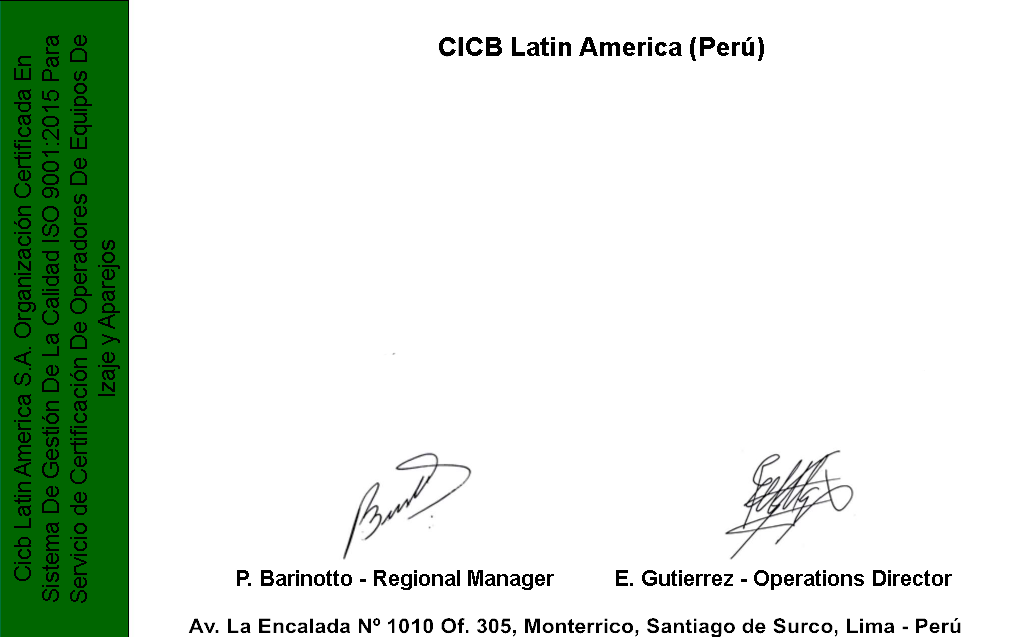 CICB Latin America (Perú)
Cicb Latin America S.A. Organización Certificada En
Sistema De Gestión De La Calidad ISO 9001:2015 Para
Servicio de Certificación De Operadores De Equipos De
Izaje y Aparejos
P. Barinotto - Regional Manager
E. Gutierrez - Operations Director
Av. La Encalada Nº 1010 Of. 305, Monterrico, Santiago de Surco, Lima - Perú